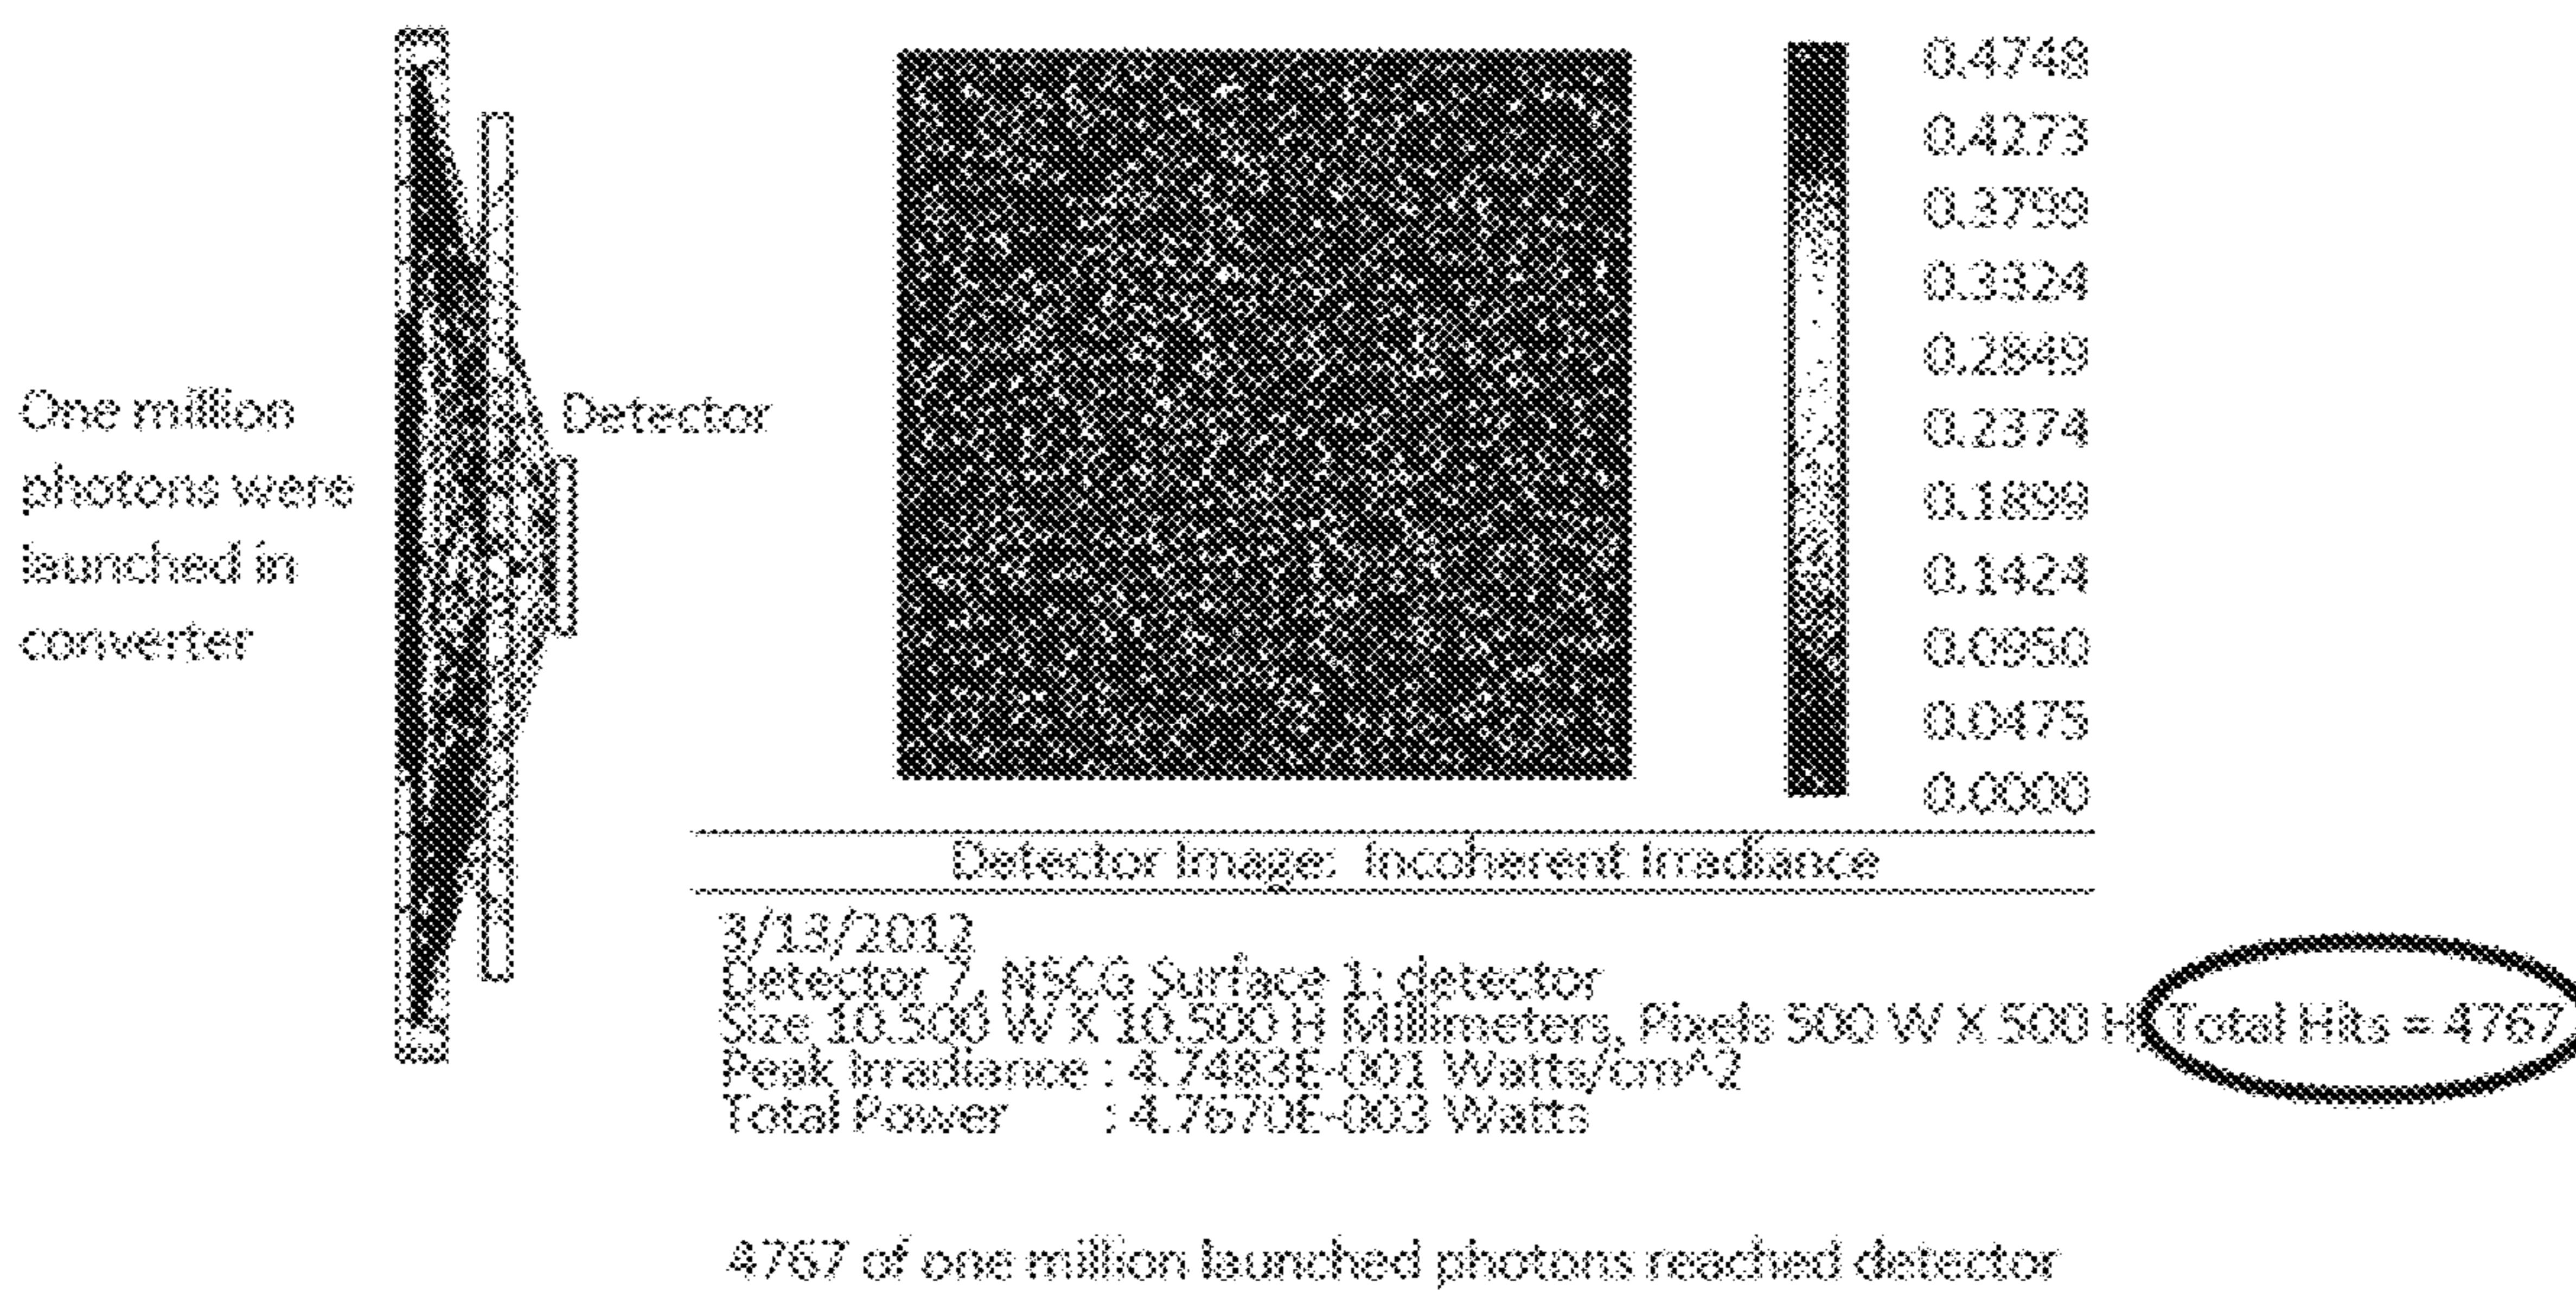 One million
photons were
launched in
converter
Detector
0.4748
0.4273
0.3799
0.3324
0.2849
0.2374
0.1899
0.1424
0.0950
0.0475
0.0000
Detector Image: Incoherent Irradiance
3/13/2012
Detector 7, NSCG Surface 1: detector
Size 10.500 W X 10.500 H Millimeters, Pixels 500 W X 500 H, Total Hits = 4767
Peak Irradiance : 4.7483E-001 Watts/cm^2
Total Power : 4.7670E-003 Watts
4767 of one million launched photons reached detector